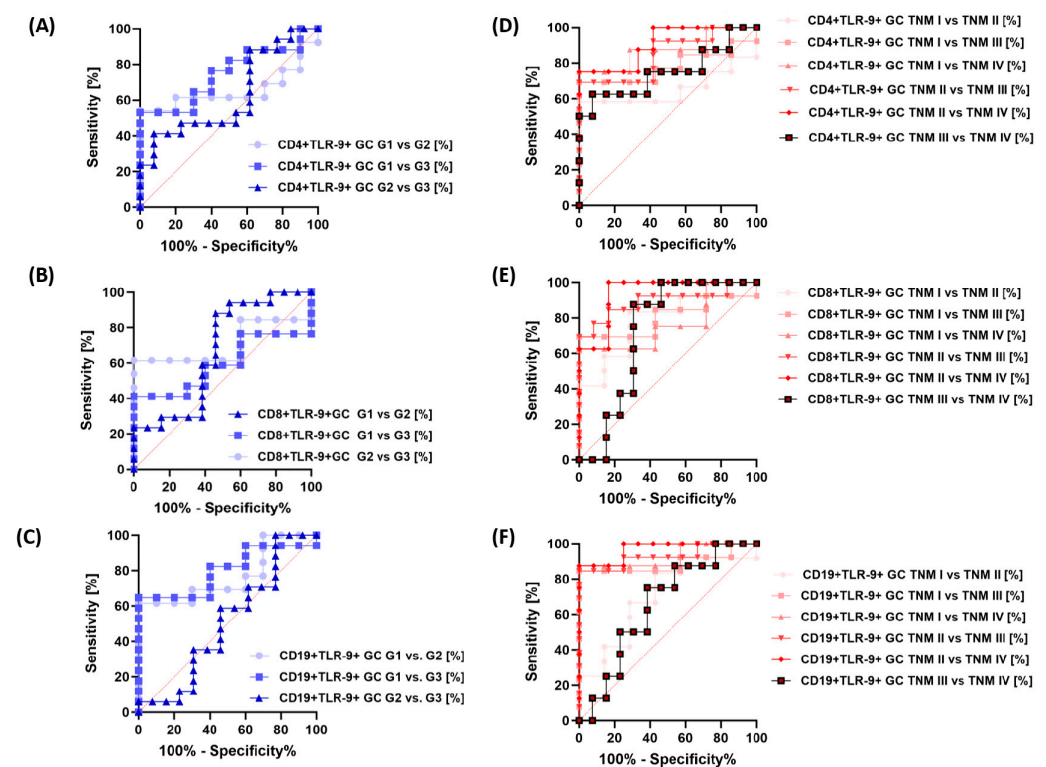 (A)
Sensitivity [%]
100
80
60
40
20
0
0 20 40 60 80 100
100% - Specificity%
CD4+TLR-9+ GC G1 vs G2 [%]
CD4+TLR-9+ GC G1 vs G3 [%]
CD4+TLR-9+ GC G2 vs G3 [%]
(D)
Sensitivity [%]
100
80
60
40
20
0
0 20 40 60 80 100
100% - Specificity%
CD4+TLR-9+ GC TNM I vs TNM II [%]
CD4+TLR-9+ GC TNM I vs TNM III [%]
CD4+TLR-9+ GC TNM I vs TNM IV [%]
CD4+TLR-9+ GC TNM II vs TNM III [%]
CD4+TLR-9+ GC TNM II vs TNM IV [%]
CD4+TLR-9+ GC TNM III vs TNM IV [%]
(B)
Sensitivity [%]
100
80
60
40
20
0
0 20 40 60 80 100
100% - Specificity%
CD8+TLR-9+GC G1 vs G2 [%]
CD8+TLR-9+GC G1 vs G3 [%]
CD8+TLR-9+GC G2 vs G3 [%]
(E)
Sensitivity [%]
100
80
60
40
20
0
0 20 40 60 80 100
100% - Specificity%
CD8+TLR-9+ GC TNM I vs TNM II [%]
CD8+TLR-9+ GC TNM I vs TNM III [%]
CD8+TLR-9+ GC TNM I vs TNM IV [%]
CD8+TLR-9+ GC TNM II vs TNM III [%]
CD8+TLR-9+ GC TNM II vs TNM IV [%]
CD8+TLR-9+ GC TNM III vs TNM IV [%]
(C)
Sensitivity [%]
100
80
60
40
20
0
0 20 40 60 80 100
100% - Specificity%
CD19+TLR-9+ GC G1 vs. G2 [%]
CD19+TLR-9+ GC G1 vs. G3 [%]
CD19+TLR-9+ GC G2 vs. G3 [%]
(F)
Sensitivity [%]
100
80
60
40
20
0
0 20 40 60 80 100
100% - Specificity%
CD19+TLR-9+ GC TNM I vs TNM II [%]
CD19+TLR-9+ GC TNM I vs TNM III [%]
CD19+TLR-9+ GC TNM I vs TNM IV [%]
CD19+TLR-9+ GC TNM II vs TNM III [%]
CD19+TLR-9+ GC TNM II vs TNM IV [%]
CD19+TLR-9+ GC TNM III vs TNM IV [%]